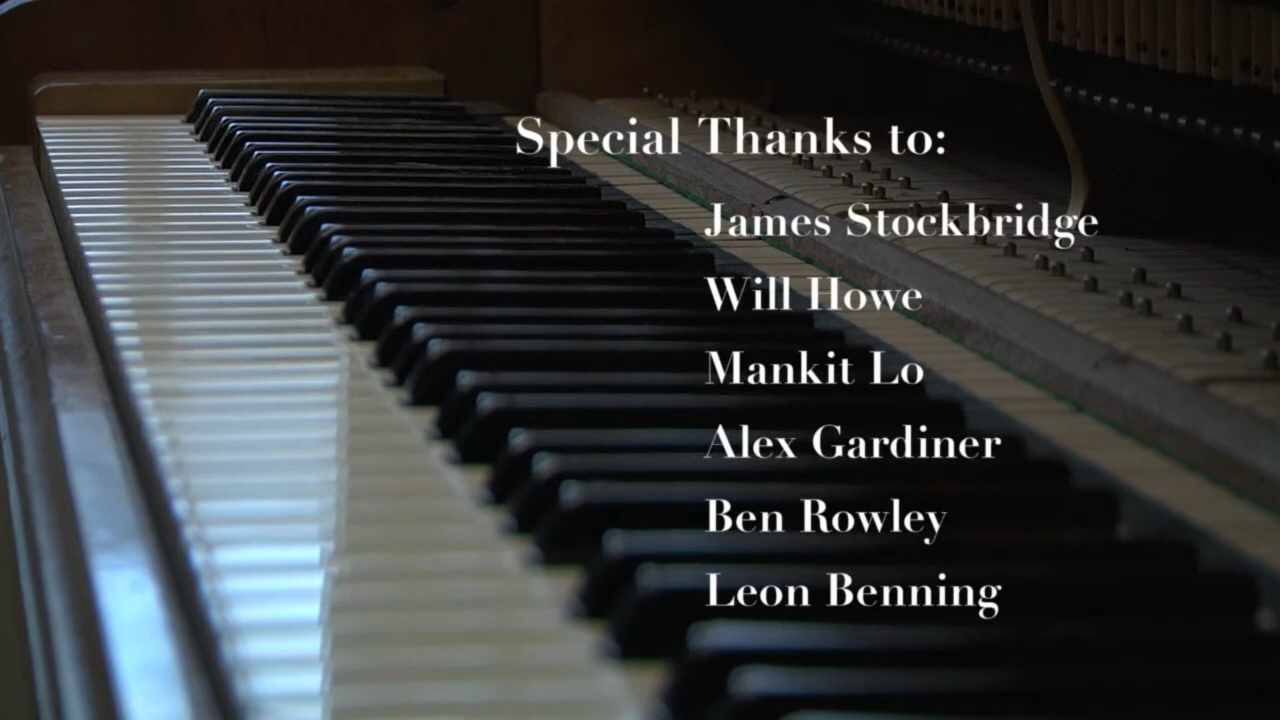 Special Thanks to:
James Stockbridge
Will Howe
Mankit Lo
Alex Gardiner
Ben Rowley
Leon Benning